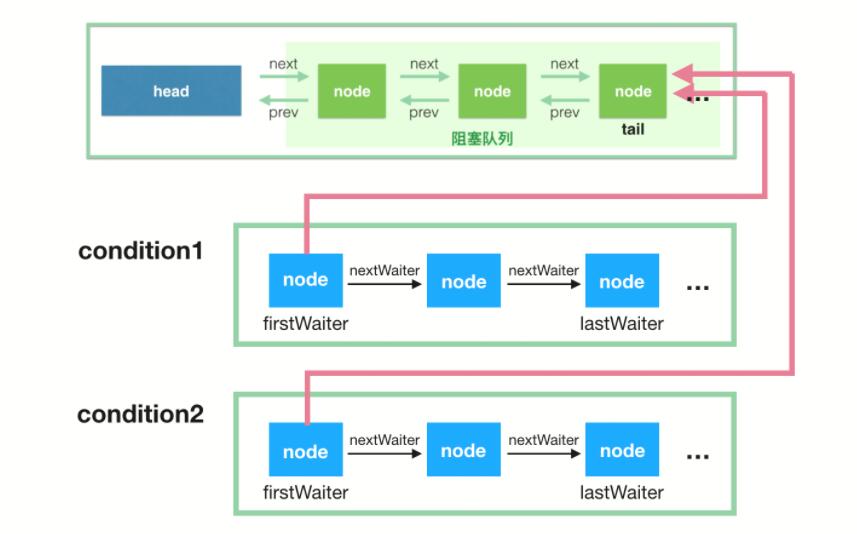 next next next
head node node node ...
prev prev prev
tail
阻塞队列
condition1
node nextWaiter node nextWaiter node ...
firstWaiter lastWaiter
condition2
node nextWaiter node nextWaiter node ...
firstWaiter lastWaiter